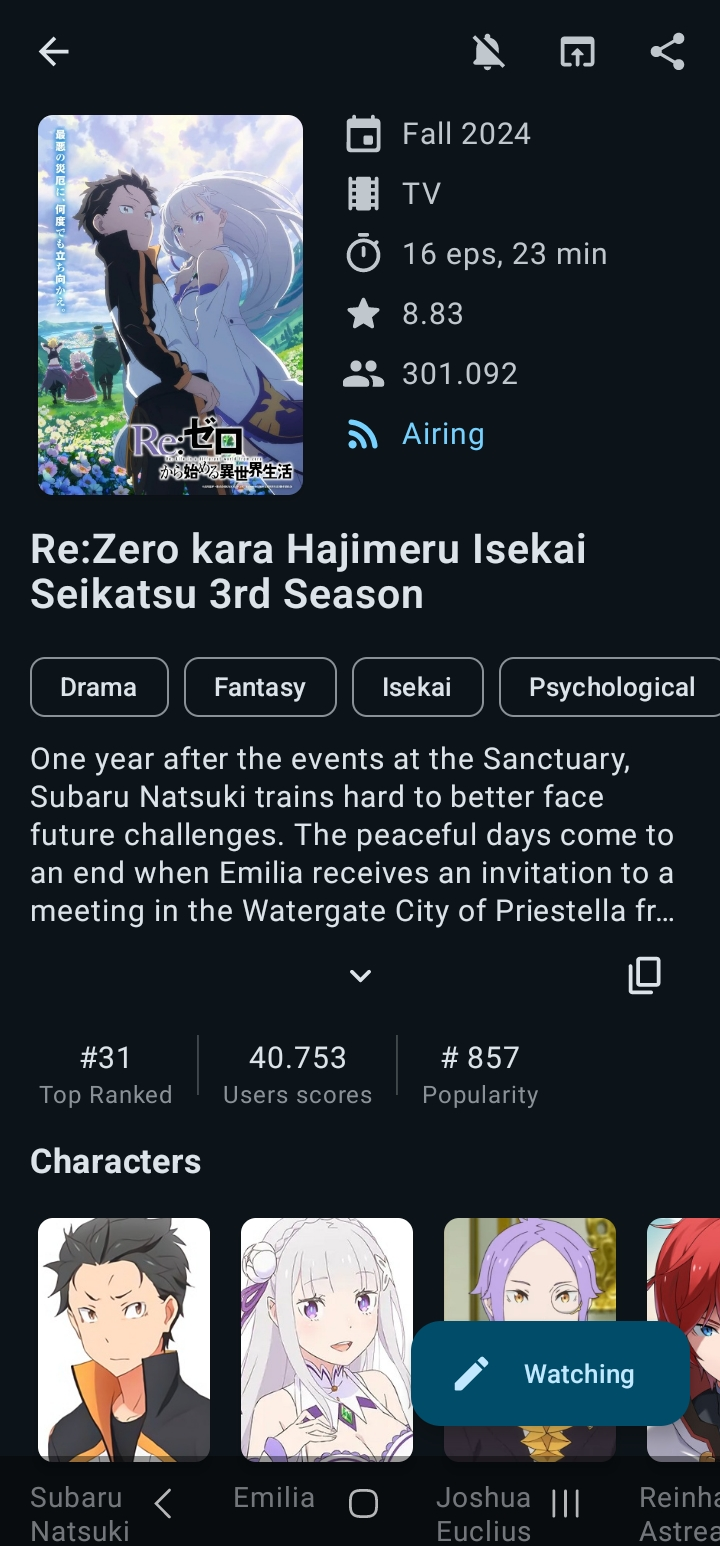 Fall 2024
TV
16 eps, 23 min
8.83
301.092
Airing
最悪の災厄に、何度でも立ち向かえ。
Re:ゼロ
から始める異世界生活
Re:Zero kara Hajimeru Isekai
Seikatsu 3rd Season
Drama
Fantasy
Isekai
Psychological
One year after the events at the Sanctuary,
Subaru Natsuki trains hard to better face
future challenges. The peaceful days come to
an end when Emilia receives an invitation to a
meeting in the Watergate City of Priestella fr…
#31
Top Ranked
40.753
Users scores
# 857
Popularity
Characters
Watching
Subaru
Natsuki
Emilia
Joshua
Euclius
Reinha
Astrea